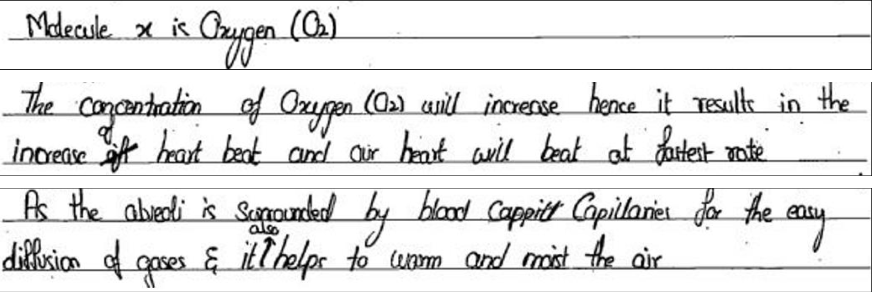 Molecule x is Oxygen (O2)
The concentration of Oxygen (O2) will increase hence it results in the
increase of heart beat and our heart will beat at fastest rate
As the alveoli is surrounded by blood Capillaries for the easy
diffusion of gases & it also helps to warm and moist the air